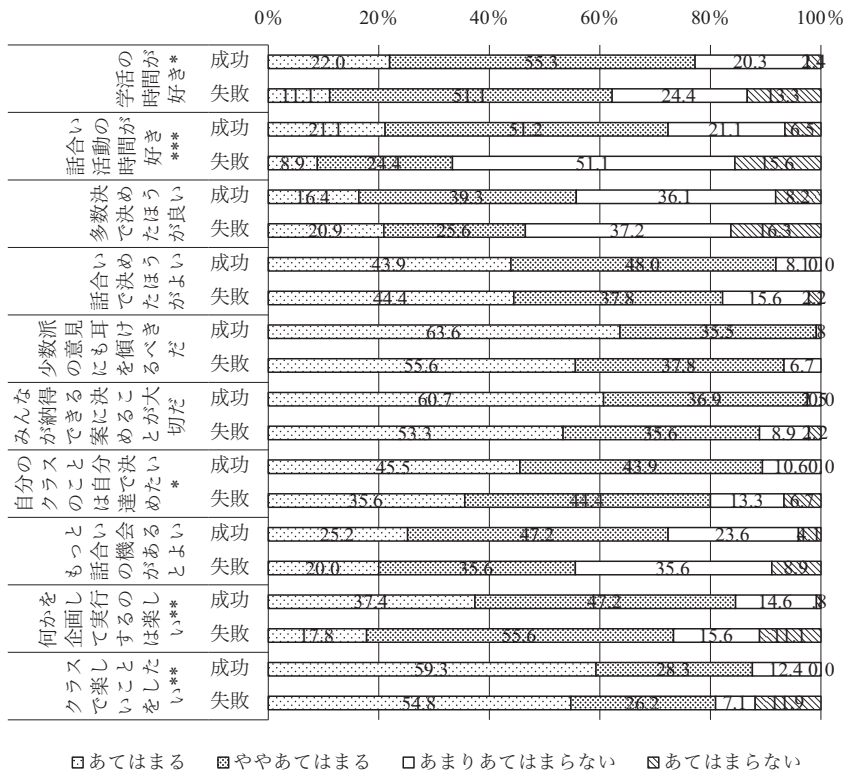 0%
20%
40%
60%
80%
100%
学活の
時間が
好き*
成功
22.0
55.3
20.3
2.4
失敗
11.1
51.1
24.4
13.3
話合い
活動の
時間が
好き
***
成功
21.1
51.2
21.1
6.5
失敗
8.9
24.4
51.1
15.6
多数決
で決め
たほう
が良い
成功
16.4
39.3
36.1
8.2
失敗
20.9
25.6
37.2
16.3
話合い
で決め
たほう
がよい
成功
43.9
48.0
8.1
0.0
失敗
44.4
37.8
15.6
2.2
少数派
の意見
にも耳
を傾け
るべき
だ
成功
63.6
35.5
失敗
55.6
37.8
6.7
みんな
が納得
できる
案に決
めるこ
とが大
切だ
成功
60.7
36.9
失敗
53.3
35.6
8.9
2.2
自分の
クラス
のこと
は自分
達で決
めたい
*
成功
45.5
43.9
10.6
0.0
失敗
35.6
44.4
13.3
6.7
もっと
話合い
の機会
がある
とよい
成功
25.2
47.2
23.6
4.1
失敗
20.0
35.6
35.6
8.9
何かを
企画し
て実行
するの
は楽し
い**
成功
37.4
47.2
14.6
失敗
17.8
55.6
15.6
11.1
クラス
で楽し
いこと
をした
い**
成功
59.3
28.3
12.4
0.0
失敗
54.8
26.2
7.1
11.9
あてはまる
ややあてはまる
あまりあてはまらない
あてはまらない